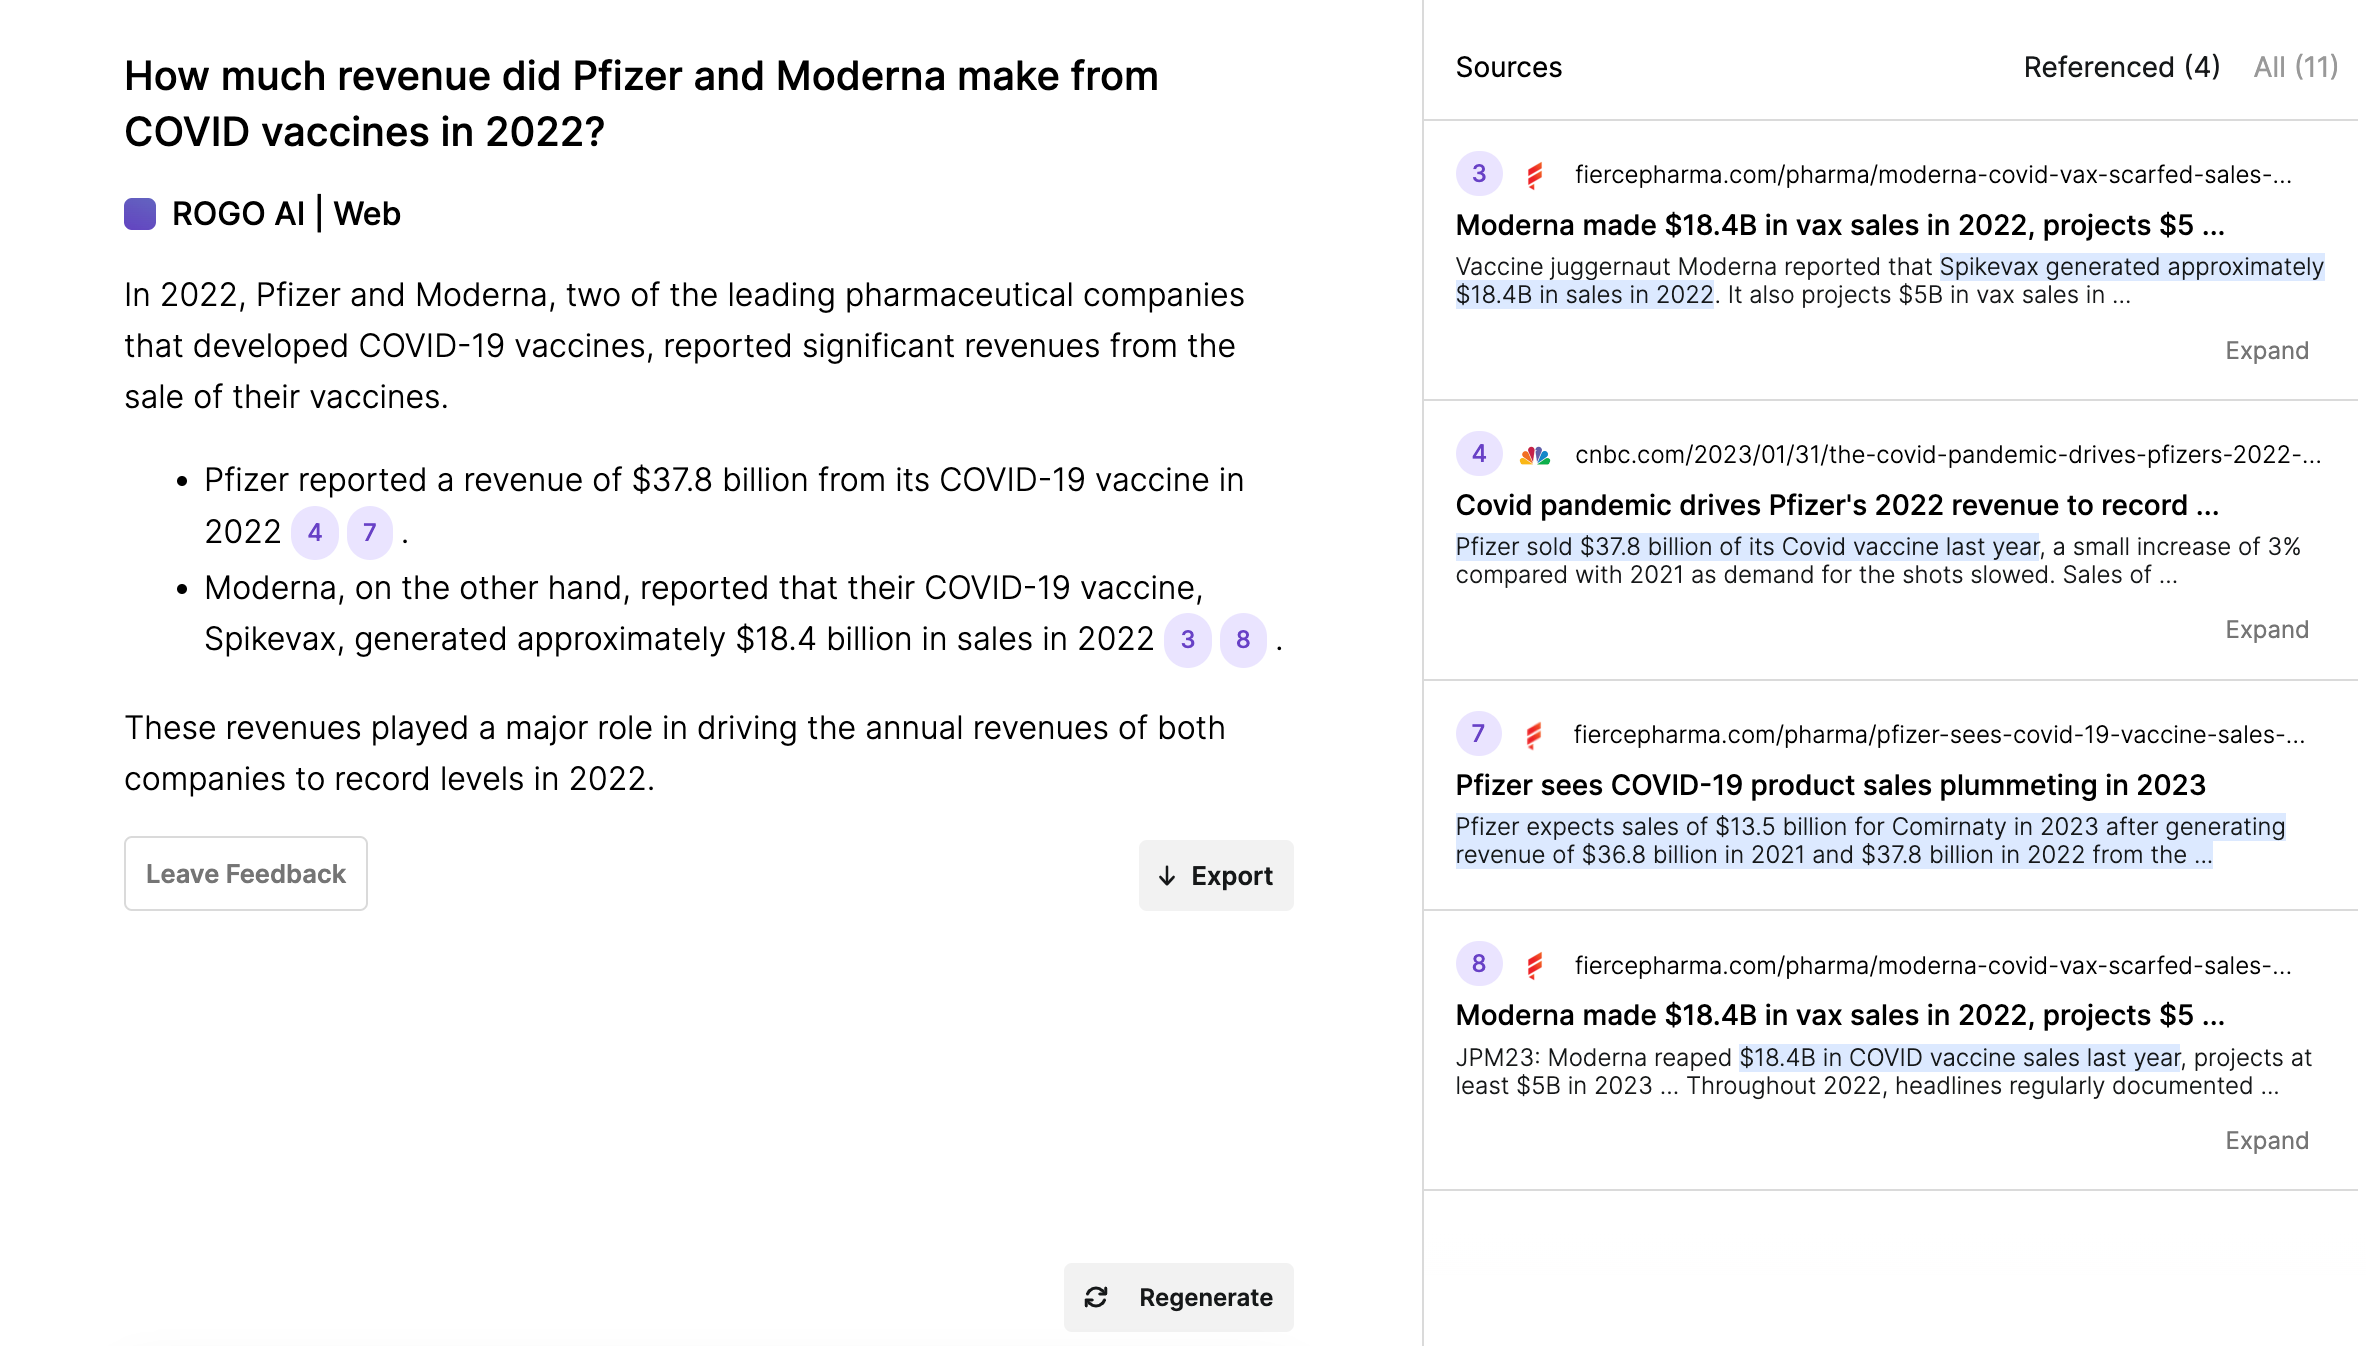 How much revenue did Pfizer and Moderna make from
COVID vaccines in 2022?
ROGO AI | Web
In 2022, Pfizer and Moderna, two of the leading pharmaceutical companies
that developed COVID-19 vaccines, reported significant revenues from the
sale of their vaccines.
• Pfizer reported a revenue of $37.8 billion from its COVID-19 vaccine in
2022 4 7 .
• Moderna, on the other hand, reported that their COVID-19 vaccine,
Spikevax, generated approximately $18.4 billion in sales in 2022 3 8 .
These revenues played a major role in driving the annual revenues of both
companies to record levels in 2022.
Leave Feedback
Export
Regenerate
Sources
Referenced (4) All (11)
3 fiercepharma.com/pharma/moderna-covid-vax-scarfed-sales-...
Moderna made $18.4B in vax sales in 2022, projects $5 ...
Vaccine juggernaut Moderna reported that Spikevax generated approximately
$18.4B in sales in 2022. It also projects $5B in vax sales in ...
Expand
4 cnbc.com/2023/01/31/the-covid-pandemic-drives-pfizers-2022-...
Covid pandemic drives Pfizer's 2022 revenue to record ...
Pfizer sold $37.8 billion of its Covid vaccine last year, a small increase of 3%
compared with 2021 as demand for the shots slowed. Sales of ...
Expand
7 fiercepharma.com/pharma/pfizer-sees-covid-19-vaccine-sales-...
Pfizer sees COVID-19 product sales plummeting in 2023
Pfizer expects sales of $13.5 billion for Comirnaty in 2023 after generating
revenue of $36.8 billion in 2021 and $37.8 billion in 2022 from the ...
8 fiercepharma.com/pharma/moderna-covid-vax-scarfed-sales-...
Moderna made $18.4B in vax sales in 2022, projects $5 ...
JPM23: Moderna reaped $18.4B in COVID vaccine sales last year, projects at
least $5B in 2023 ... Throughout 2022, headlines regularly documented ...
Expand